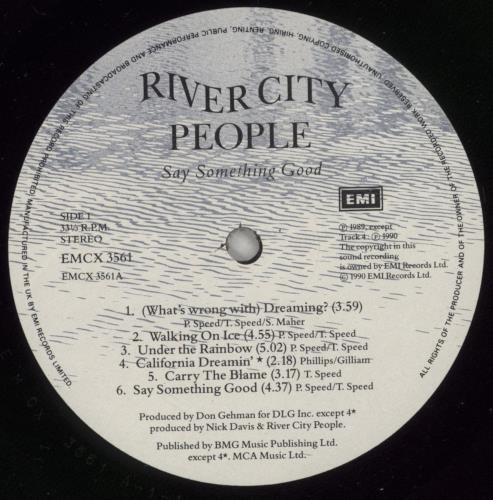 ALL RIGHTS OF THE PRODUCER AND OF THE OWNER OF THE RECORDED WORK RESERVED. UNAUTHORISED COPYING, HIRING, RENTING, PUBLIC PERFORMANCE AND BROADCASTING OF THIS RECORD PROHIBITED. MANUFACTURED IN THE UK BY EMI RECORDS LIMITED.
RIVER CITY
PEOPLE
Say Something Good
EMI
SIDE 1
33⅓ R.P.M.
STEREO
EMCX 3561
EMCX 3561A
℗ 1989, except
Track 4: ℗ 1990
The copyright in this
sound recording
is owned by EMI Records Ltd.
© 1990 EMI Records Ltd.
1. (What's wrong with) Dreaming? (3.59)
P. Speed/T. Speed/S. Maher
2. Walking On Ice (4.55) P. Speed/T. Speed
3. Under the Rainbow (5.02) P. Speed/T. Speed
4. California Dreamin' * (2.18) Phillips/Gilliam
5. Carry The Blame (3.17) T. Speed
6. Say Something Good (4.37) P. Speed/T. Speed
Produced by Don Gehman for DLG Inc. except 4*
produced by Nick Davis & River City People.
Published by BMG Music Publishing Ltd.
except 4*. MCA Music Ltd.